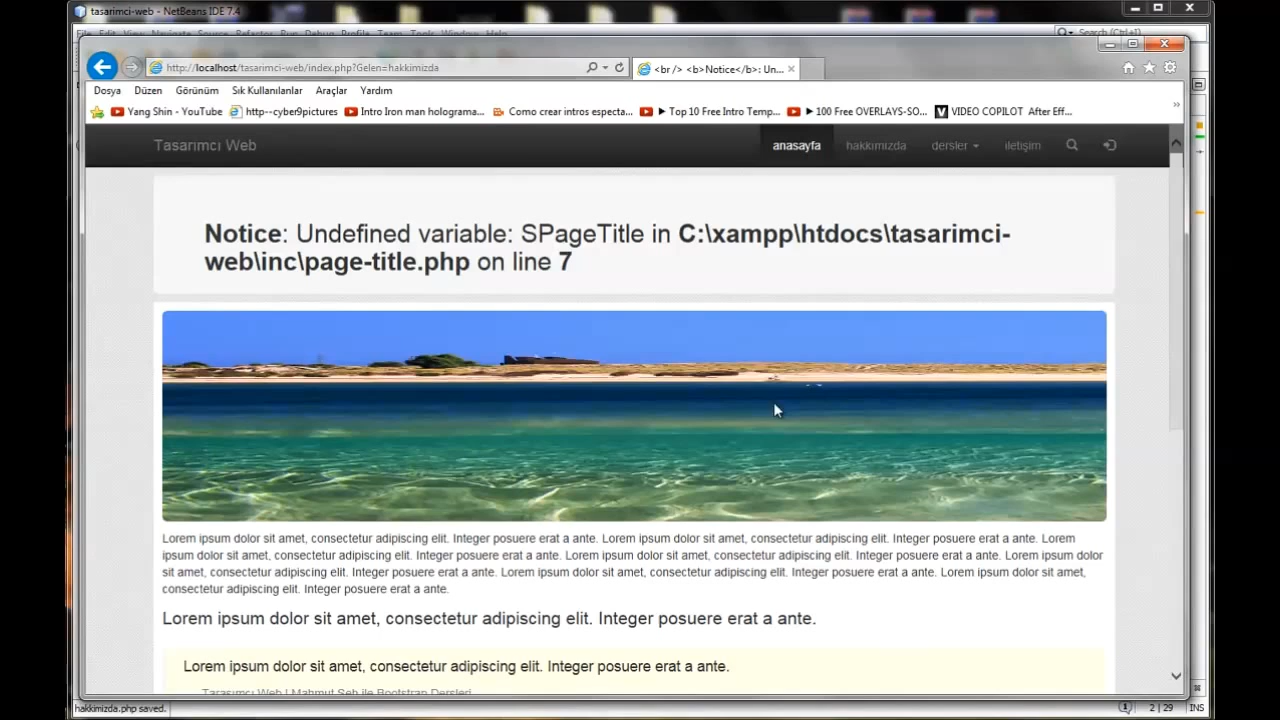 tasarimci-web - NetBeans IDE 7.4
File Edit View Navigate Source Refactor Run Debug Profile Team Tools Window Help
Search (Ctrl+I)
http://localhost/tasarimci-web/index.php?Gelen=hakkimizda
<br /> <b>Notice</b>: Un...
Dosya Düzen Görünüm Sık Kullanılanlar Araçlar Yardım
Yang Shin - YouTube http--cyber9pictures Intro Iron man hologramа... Como crear intros especta... ▶ Top 10 Free Intro Temp... ▶ 100 Free OVERLAYS-SO... VIDEO COPILOT After Eff...
Tasarımcı Web anasayfa hakkımızda dersler iletişim
Notice: Undefined variable: SPageTitle in C:\xampp\htdocs\tasarimci-
web\inc\page-title.php on line 7
Lorem ipsum dolor sit amet, consectetur adipiscing elit. Integer posuere erat a ante. Lorem ipsum dolor sit amet, consectetur adipiscing elit. Integer posuere erat a ante. Lorem
ipsum dolor sit amet, consectetur adipiscing elit. Integer posuere erat a ante. Lorem ipsum dolor sit amet, consectetur adipiscing elit. Integer posuere erat a ante. Lorem ipsum dolor
sit amet, consectetur adipiscing elit. Integer posuere erat a ante. Lorem ipsum dolor sit amet, consectetur adipiscing elit. Integer posuere erat a ante. Lorem ipsum dolor sit amet,
consectetur adipiscing elit. Integer posuere erat a ante.
Lorem ipsum dolor sit amet, consectetur adipiscing elit. Integer posuere erat a ante.
Lorem ipsum dolor sit amet, consectetur adipiscing elit. Integer posuere erat a ante.
Tarasımcı Web | Mahmut Şeh ile Bootstrap Dersleri
hakkimizda.php saved.
1 2 | 29 INS